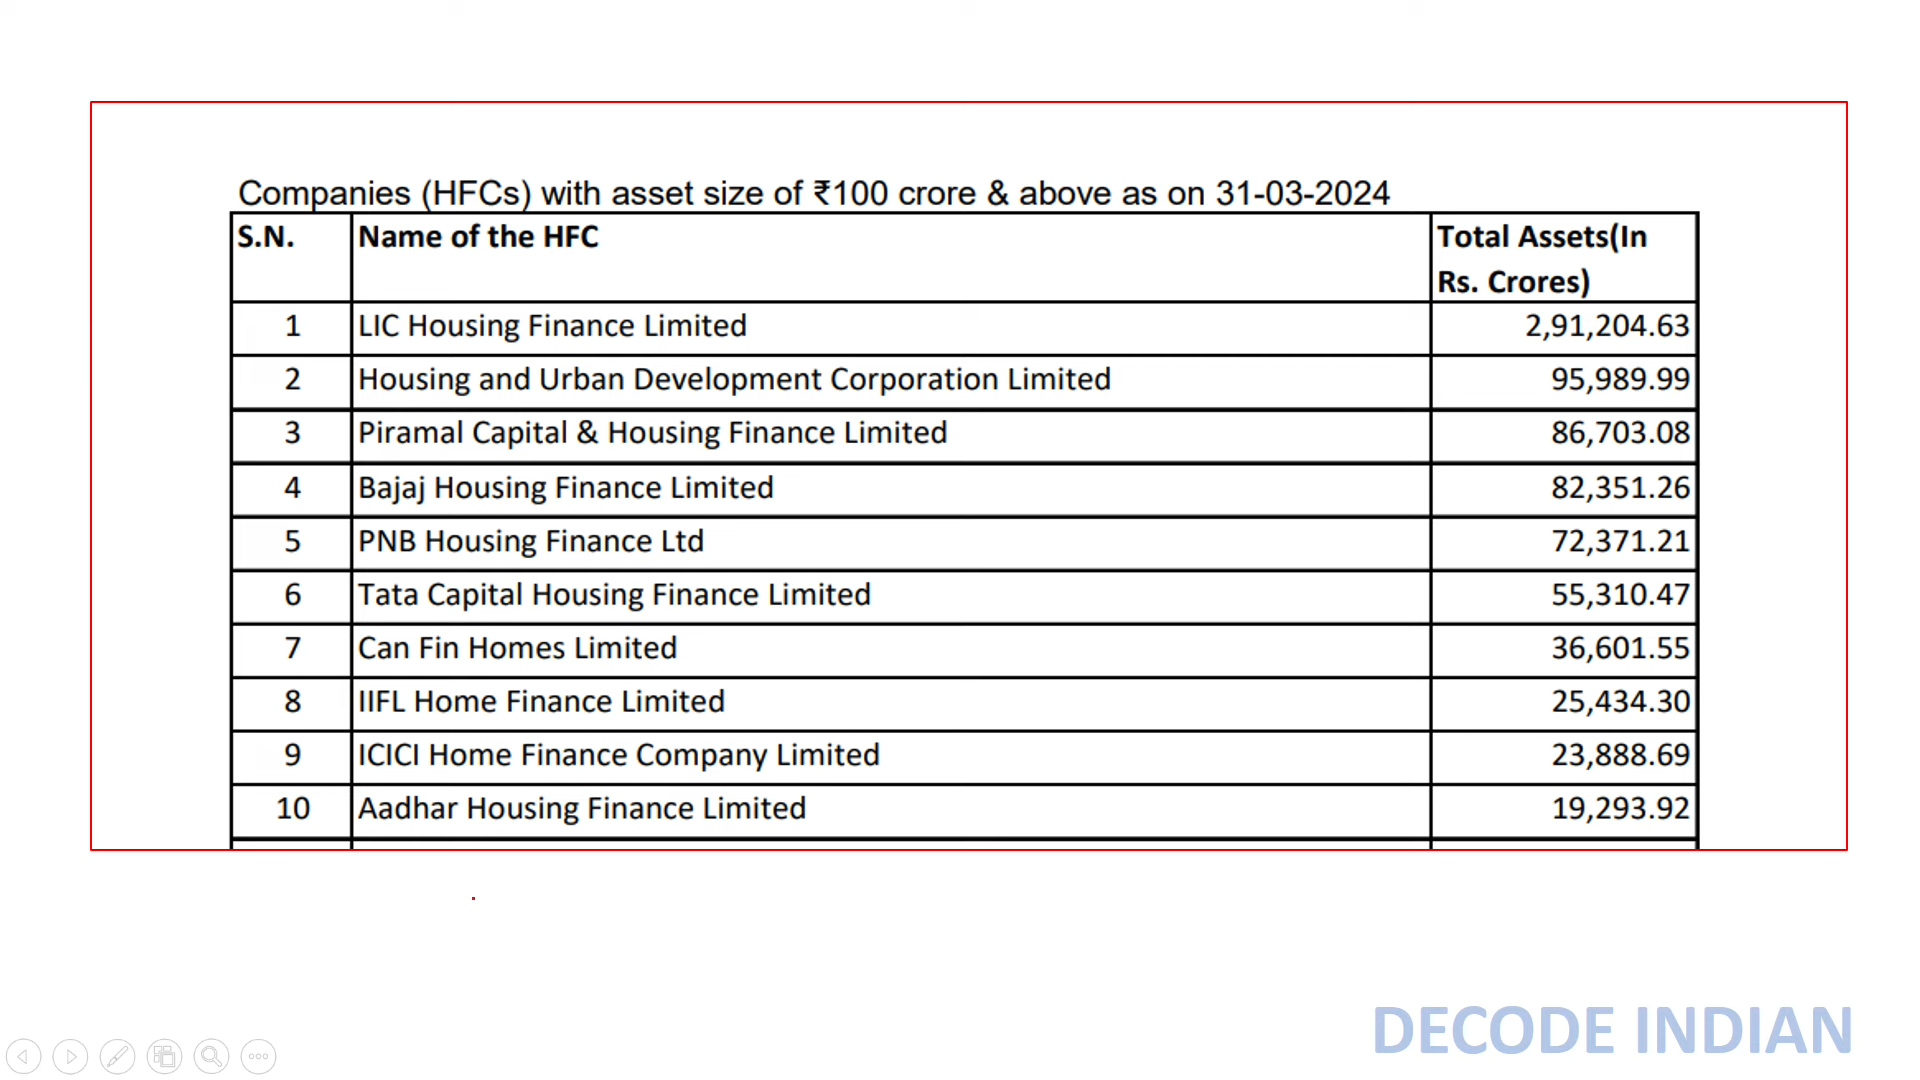 Companies (HFCs) with asset size of ₹100 crore & above as on 31-03-2024
S.N. Name of the HFC Total Assets(In
Rs. Crores)
1 LIC Housing Finance Limited 2,91,204.63
2 Housing and Urban Development Corporation Limited 95,989.99
3 Piramal Capital & Housing Finance Limited 86,703.08
4 Bajaj Housing Finance Limited 82,351.26
5 PNB Housing Finance Ltd 72,371.21
6 Tata Capital Housing Finance Limited 55,310.47
7 Can Fin Homes Limited 36,601.55
8 IIFL Home Finance Limited 25,434.30
9 ICICI Home Finance Company Limited 23,888.69
10 Aadhar Housing Finance Limited 19,293.92
DECODE INDIAN